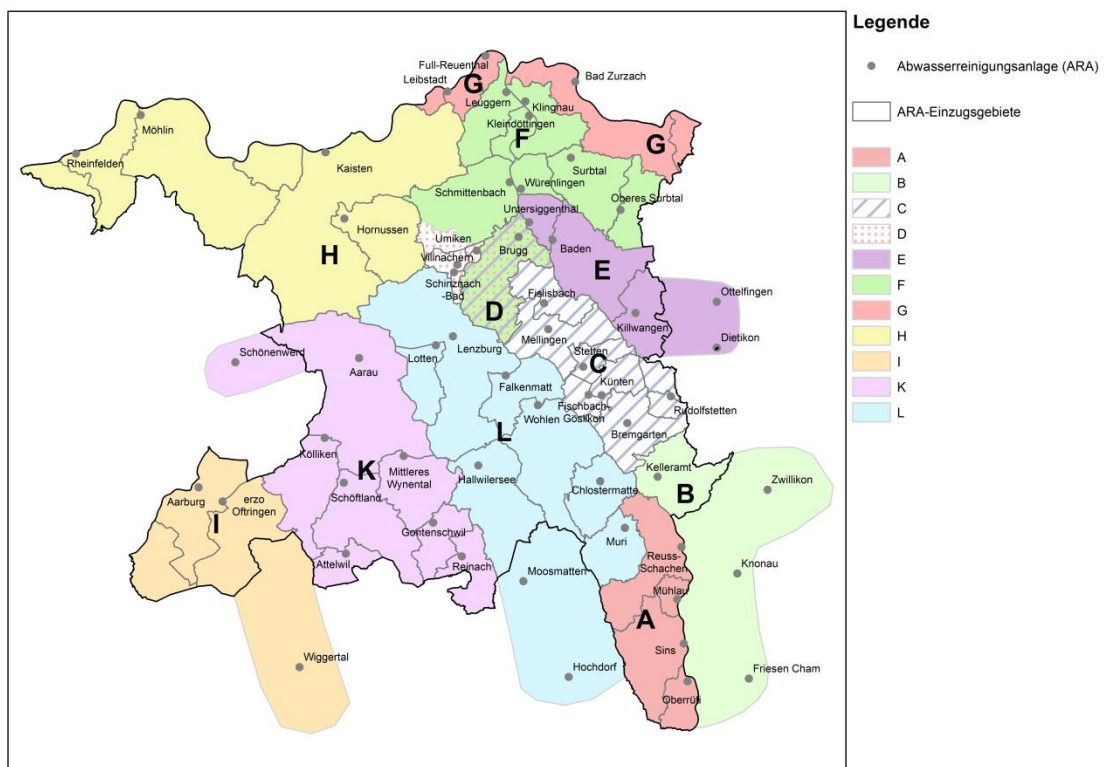 Legende
Abwasserreinigungsanlage (ARA)
ARA-Einzugsgebiete
A
B
C
D
E
F
G
H
I
K
L
Full-Reuenthal
Leibstadt
G
Bad Zurzach
Leuggern
Klingnau
Kleindöttingen
F
G
Möhlin
Rheinfelden
Kaisten
Surbtal
Schmittenbach
Würenlingen
Oberes Surbtal
Untersiggenthal
Hornussen
Umiken
Brugg
Baden
H
Villnachern
E
Schinznach
-Bad
Fislisbach
Ottelfingen
D
Killwangen
Mellingen
Dietikon
Schönenwerd
Aarau
Lotten
Lenzburg
Stetten
C
Falkenmatt
Künten
Fischbach-
Göslikon
Rudolfstetten
Wohlen
Bremgarten
L
Kölliken
K
Mittleres
Wynental
Hallwilersee
Kelleramt
Chlostermatte
B
Zwillikon
Aarburg
erzo
Oftringen
Schöftland
I
Gontenschwil
Muri
Reuss-
Schachen
Attelwil
Reinach
Moosmatten
Knonau
Mühlau
A
Sins
Wiggertal
Hochdorf
Oberrüti
Friesen Cham